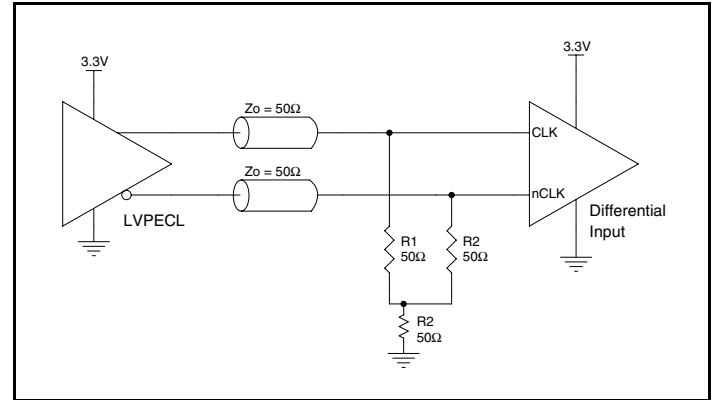 3.3V
3.3V
Zo = 50Ω
CLK
Zo = 50Ω
nCLK
LVPECL
Differential
Input
R1
50Ω
R2
50Ω
R2
50Ω